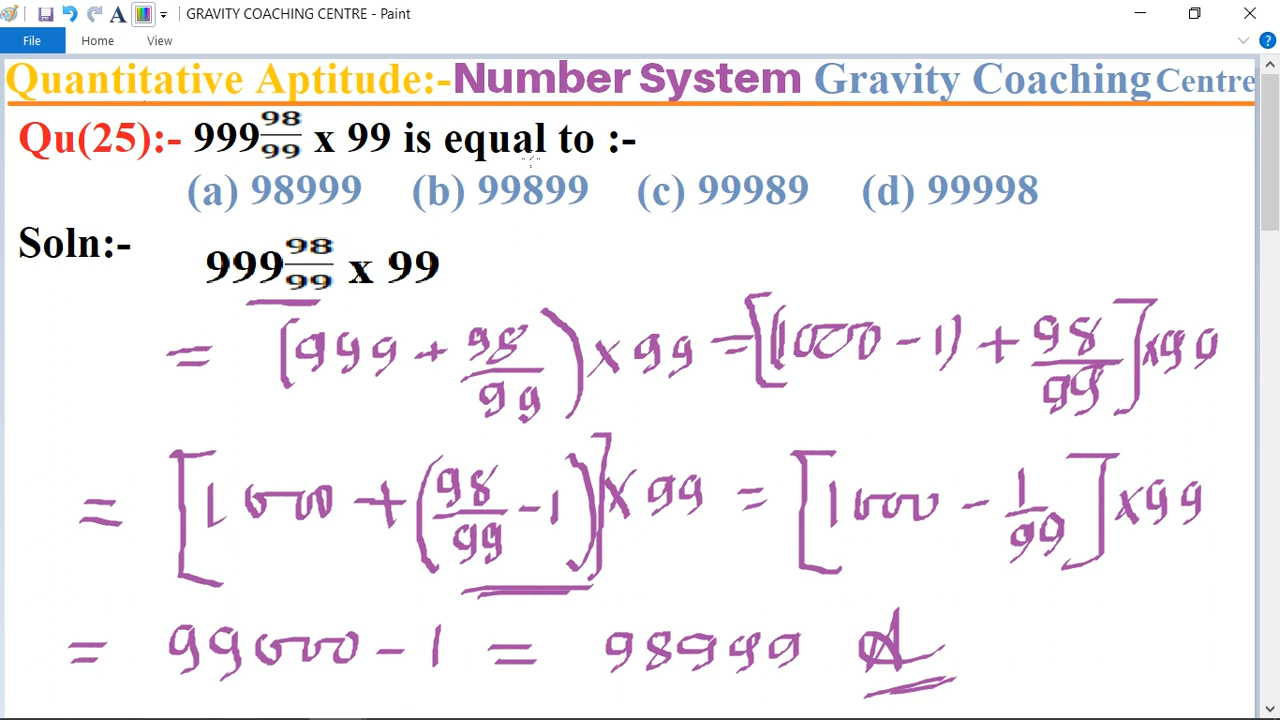 GRAVITY COACHING CENTRE - Paint
File Home View
Quantitative Aptitude:-Number System Gravity Coaching Centre
Qu(25):- 999 98/99 x 99 is equal to :-
(a) 98999 (b) 99899 (c) 99989 (d) 99998
Soln:- 999 98/99 x 99
= (999 + 98/99) × 99 = [(1000 - 1) + 98/99] × 99
= [1000 + (98/99 - 1)] × 99 = [1000 - 1/99] × 99
= 99000 - 1 = 98999